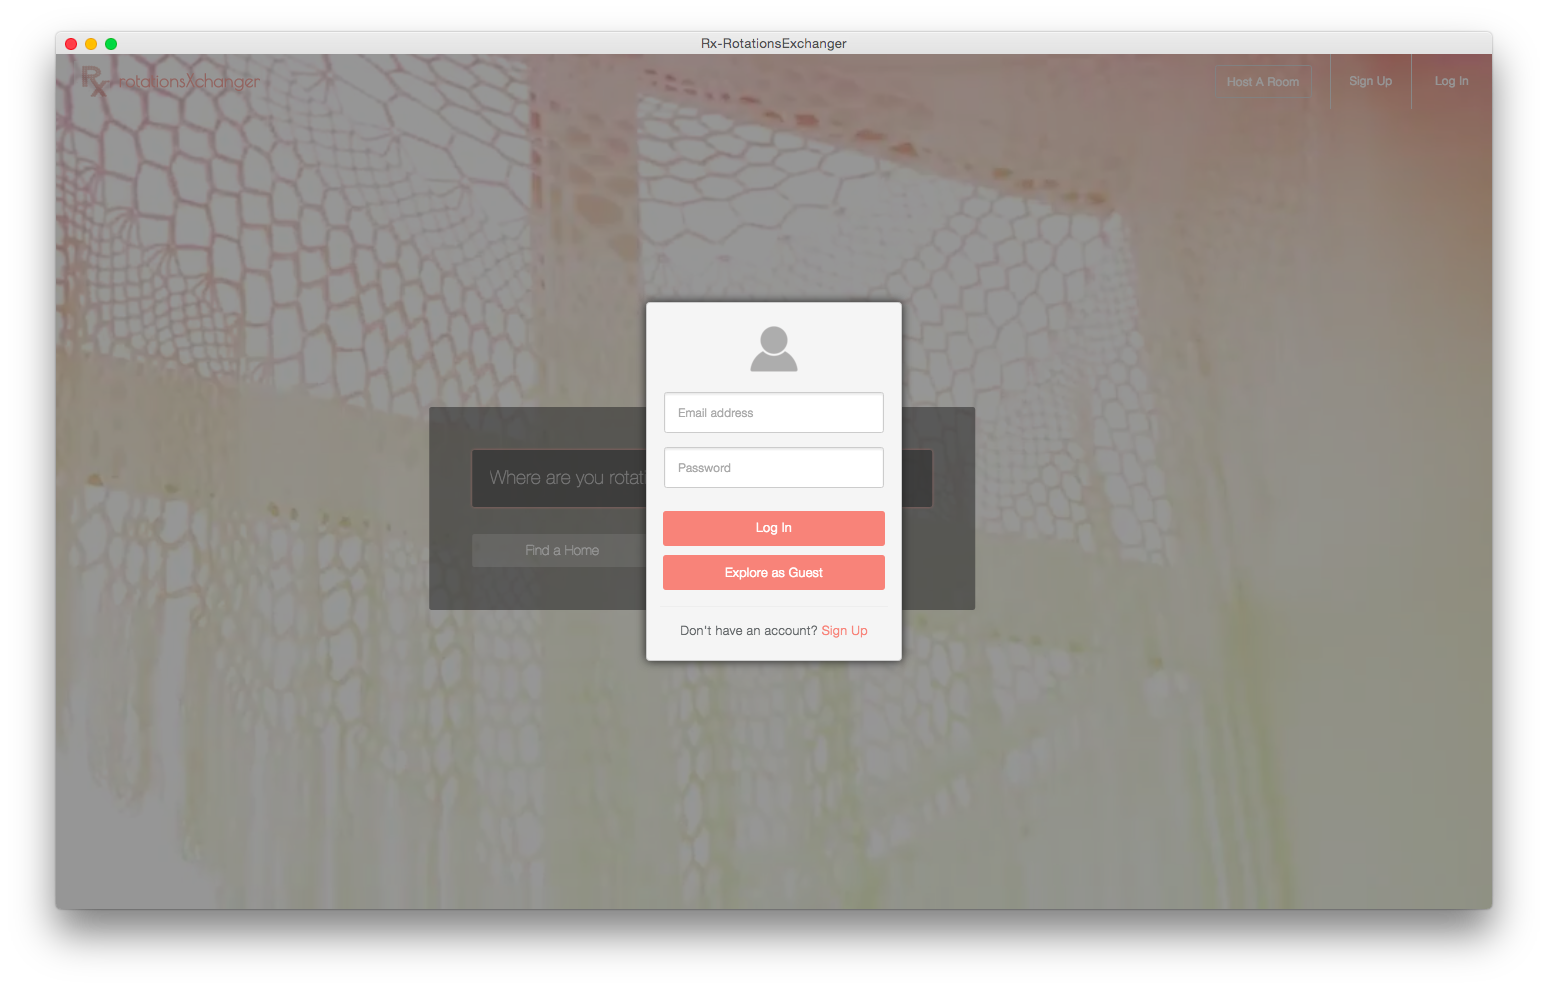 Rx-RotationsExchanger
Rx rotationsXchanger
Host A Room
Sign Up
Log In
Email address
Where are you rotati
Password
Log In
Find a Home
Explore as Guest
Don't have an account? Sign Up